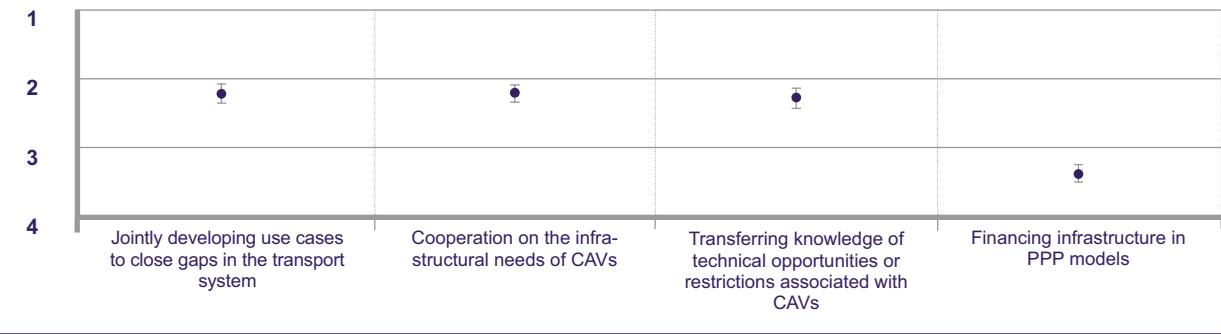 1
2
3
4
Jointly developing use cases
to close gaps in the transport
system
Cooperation on the infra-
structural needs of CAVs
Transferring knowledge of
technical opportunities or
restrictions associated with
CAVs
Financing infrastructure in
PPP models